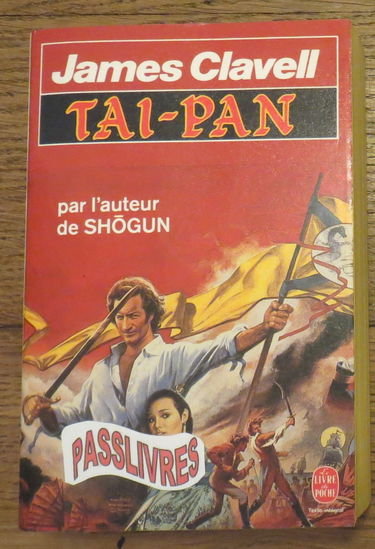 James Clavell
TAI-PAN
par l'auteur
de SHŌGUN
PASSLIVRES
Le
LIVRE
de
POCHE
Texte intégral